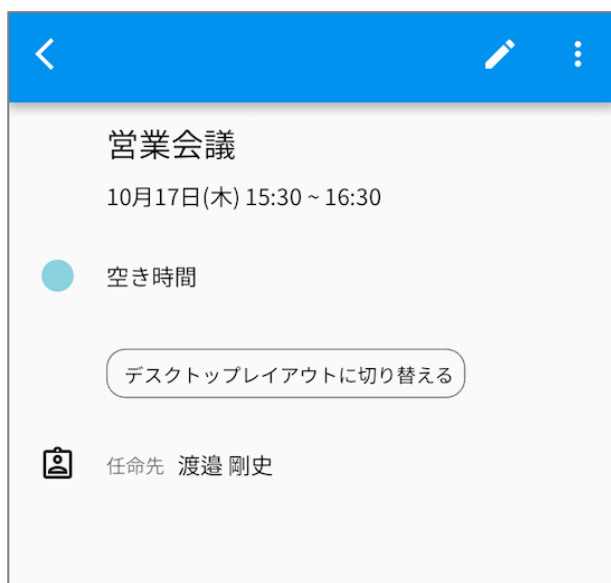 営業会議
10月17日(木) 15:30 ~ 16:30
空き時間
デスクトップレイアウトに切り替える
任命先 渡邉 剛史